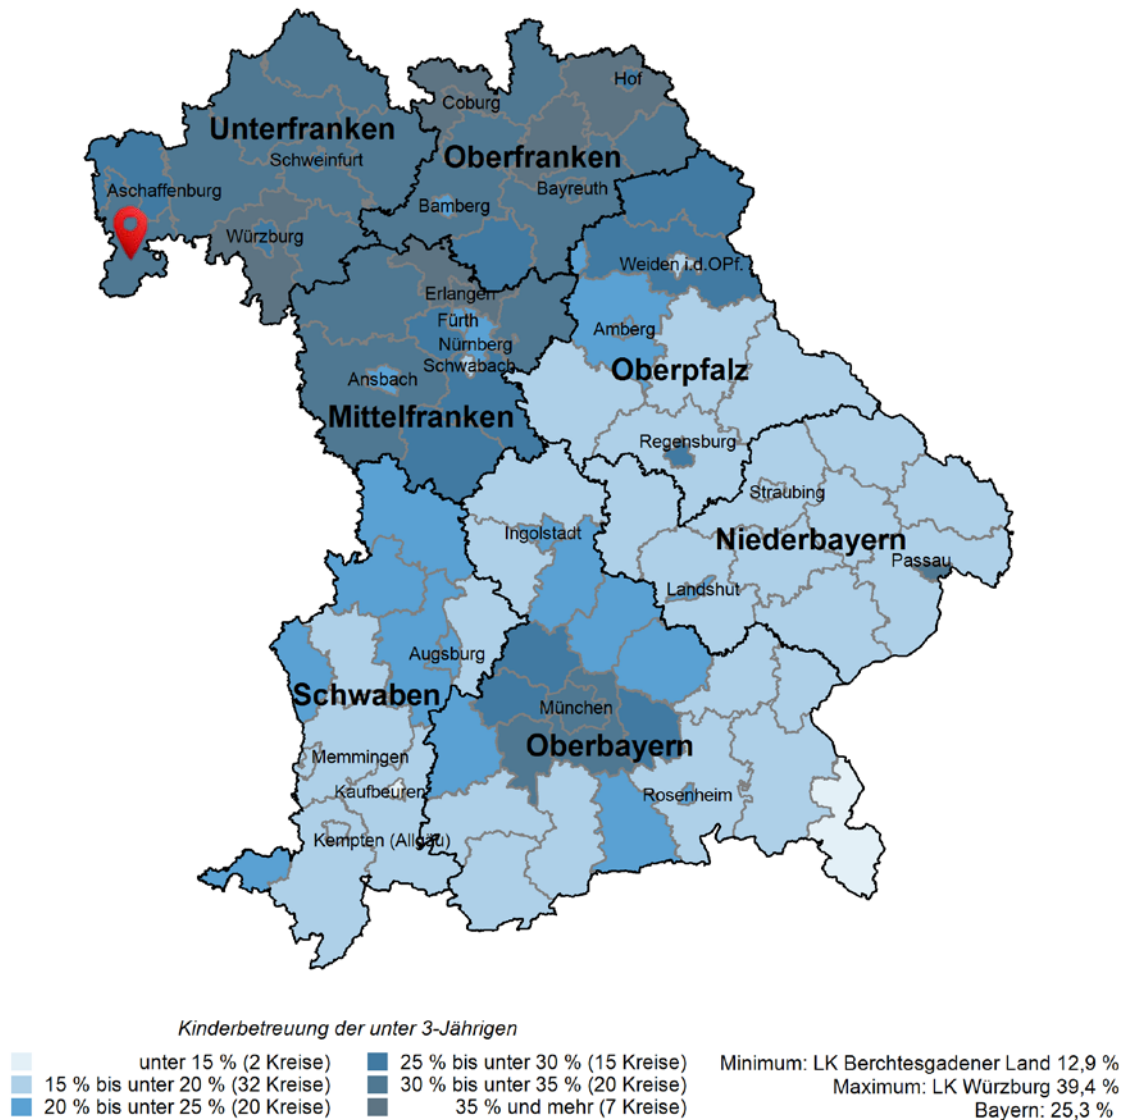 Hof
Coburg
Unterfranken
Schweinfurt
Oberfranken
Aschaffenburg
Bayreuth
Bamberg
Würzburg
Weiden i.d.OPf.
Erlangen
Fürth
Amberg
Nürnberg
Schwabach
Oberpfalz
Ansbach
Mittelfranken
Regensburg
Straubing
Ingolstadt
Niederbayern
Passau
Landshut
Augsburg
Schwaben
München
Oberbayern
Memmingen
Kaufbeuren
Rosenheim
Kempten (Allgäu)
Kinderbetreuung der unter 3-Jährigen
unter 15 % (2 Kreise)
15 % bis unter 20 % (32 Kreise)
20 % bis unter 25 % (20 Kreise)
25 % bis unter 30 % (15 Kreise)
30 % bis unter 35 % (20 Kreise)
35 % und mehr (7 Kreise)
Minimum: LK Berchtesgadener Land 12,9 %
Maximum: LK Würzburg 39,4 %
Bayern: 25,3 %